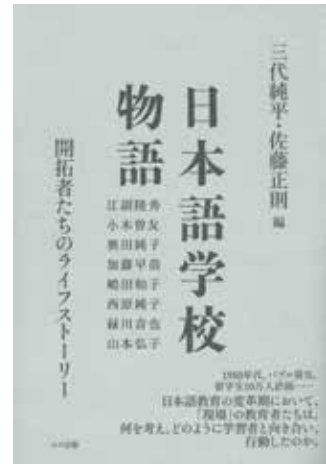 三代純平・佐藤正則 編
日本語学校
物語
江副隆秀
小木曽友
奥田純子
加藤早苗
嶋田和子
西原純子
緑川音也
山本弘子
開拓者たちのライフストーリー
1980年代、バブル景気、
留学生10万人計画――
日本語教育の変革期において、
「現場」の教育者たちは、
何を考え、どのように学習者と向き合い、
行動したのか。